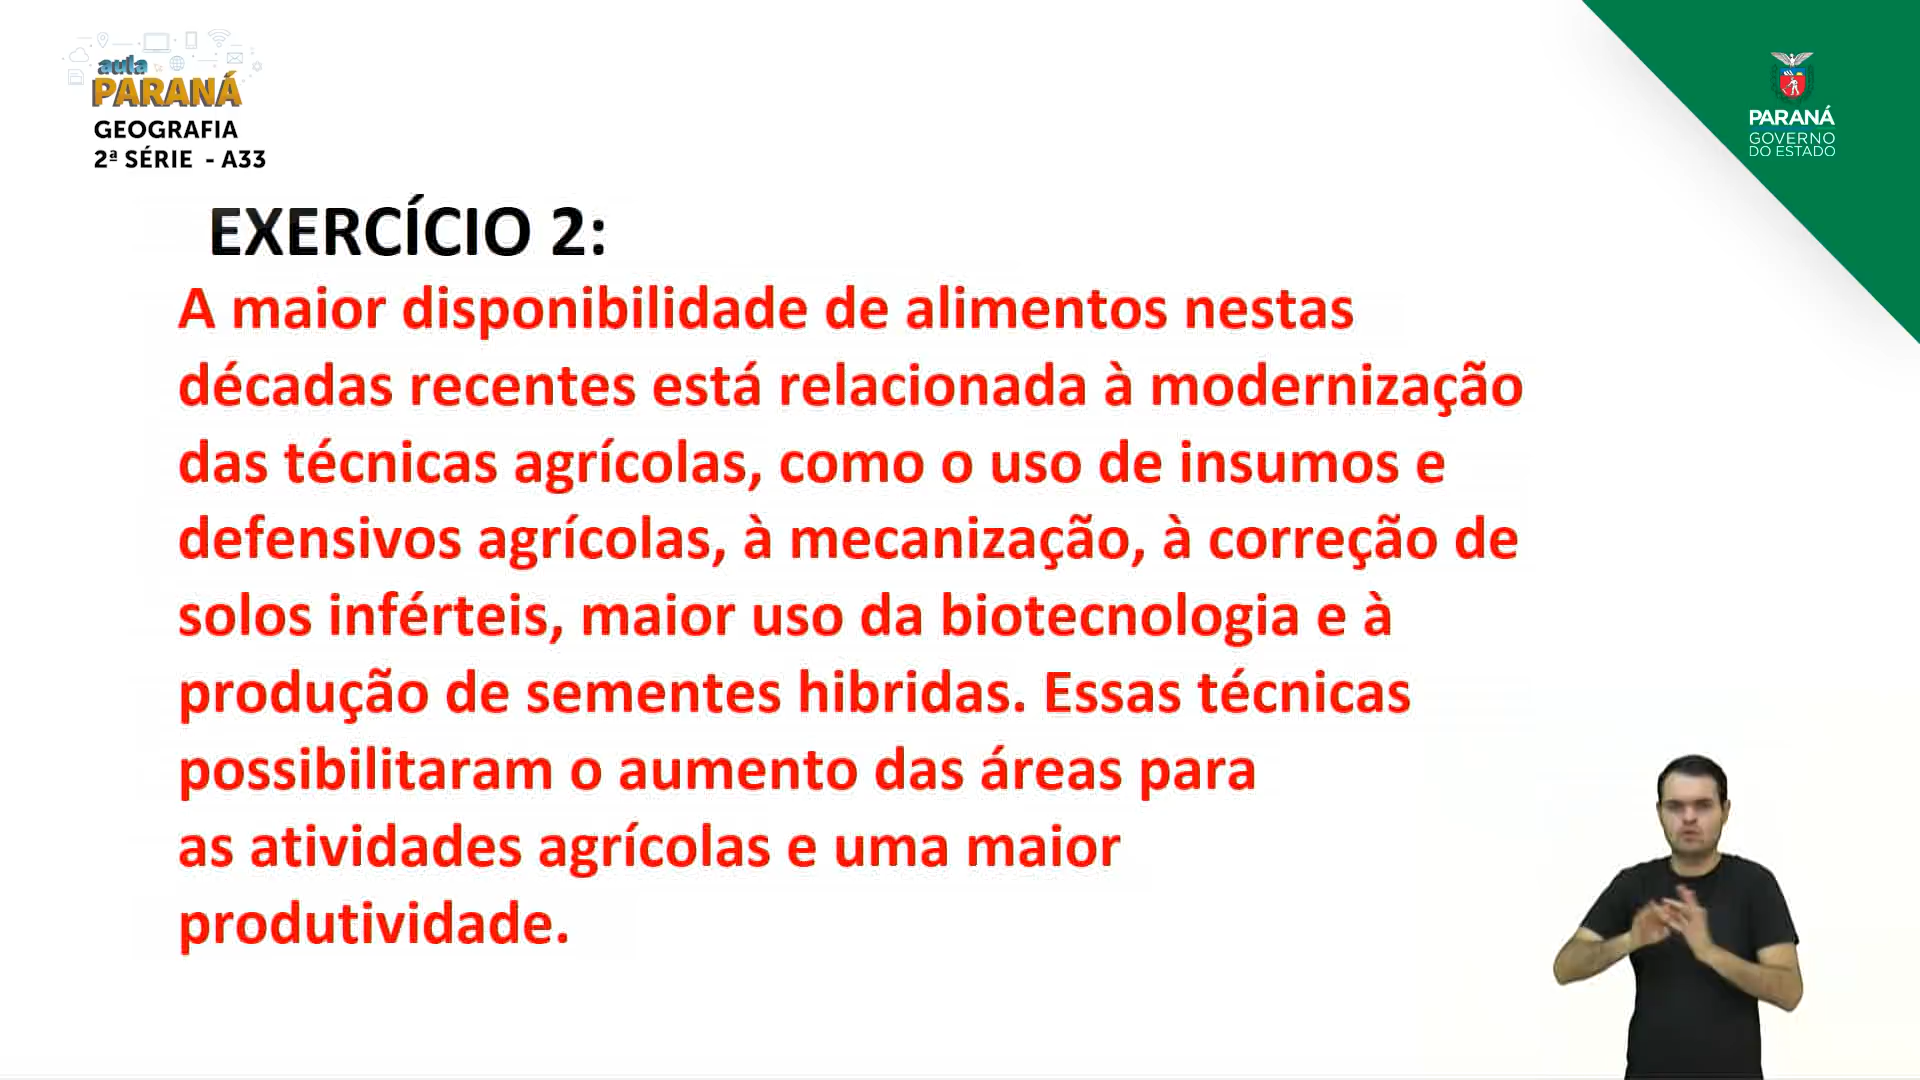 aula
PARANÁ
GEOGRAFIA
2ª SÉRIE - A33
PARANÁ
GOVERNO
DO ESTADO
EXERCÍCIO 2:
A maior disponibilidade de alimentos nestas
décadas recentes está relacionada à modernização
das técnicas agrícolas, como o uso de insumos e
defensivos agrícolas, à mecanização, à correção de
solos inférteis, maior uso da biotecnologia e à
produção de sementes hibridas. Essas técnicas
possibilitaram o aumento das áreas para
as atividades agrícolas e uma maior
produtividade.